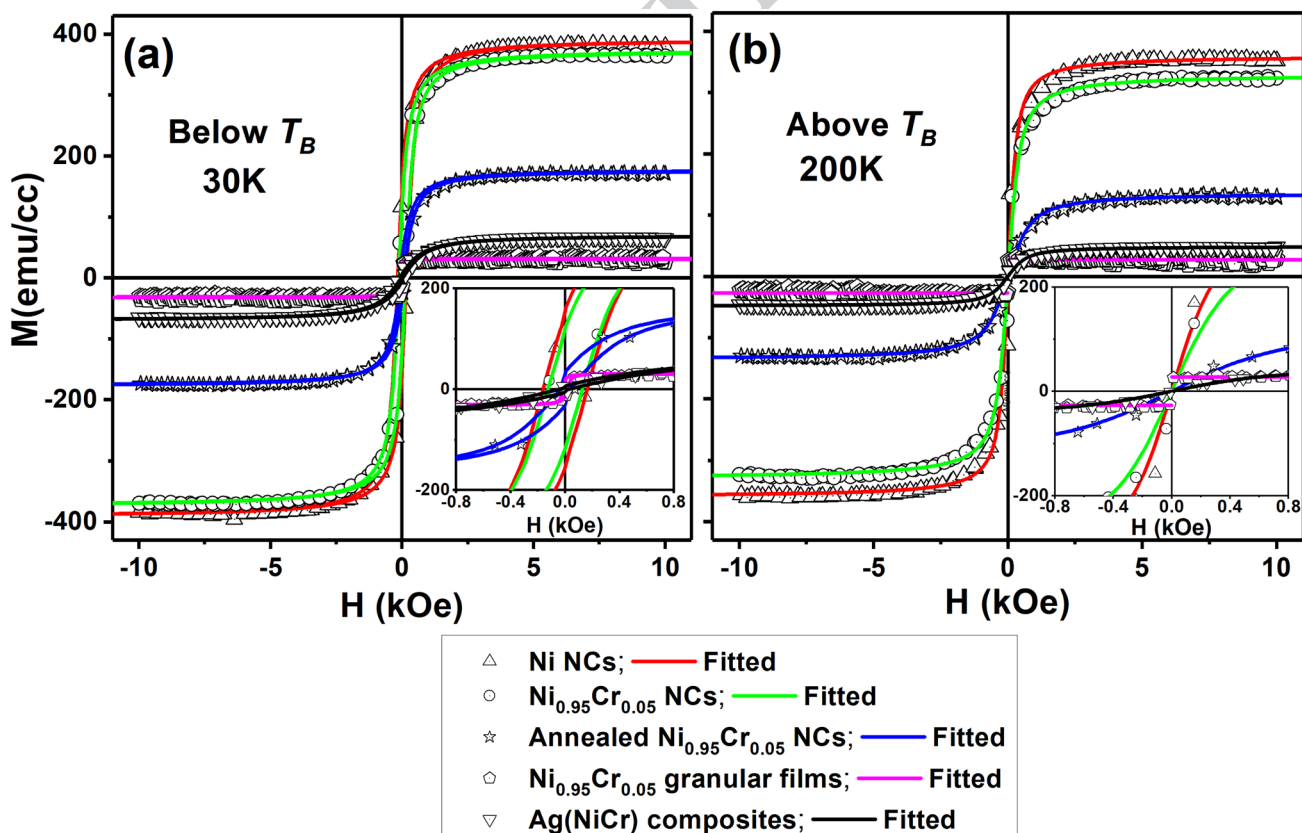 (a)
Below T_B
30K
400
200
0
-200
-400
M(emu/cc)
-10
-5
0
5
10
H (kOe)
200
0
-200
-0.8
-0.4
0.0
0.4
0.8
H (kOe)
(b)
Above T_B
200K
-10
-5
0
5
10
H (kOe)
200
0
-200
-0.8
-0.4
0.0
0.4
0.8
H (kOe)
Ni NCs; Fitted
Ni0.95Cr0.05 NCs; Fitted
Annealed Ni0.95Cr0.05 NCs; Fitted
Ni0.95Cr0.05 granular films; Fitted
Ag(NiCr) composites; Fitted